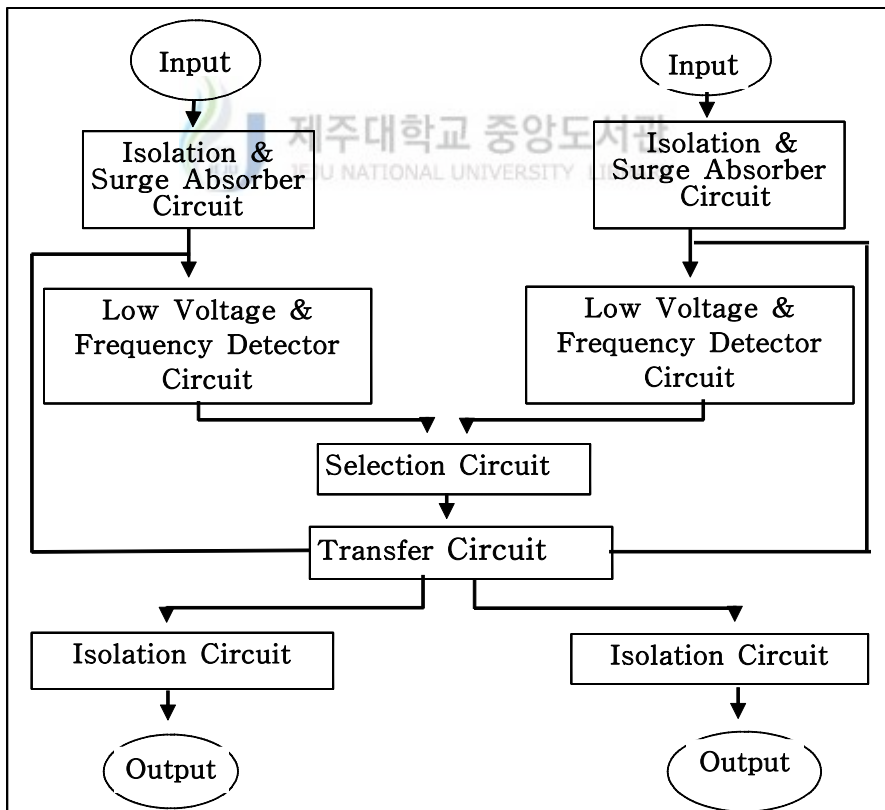 Input
Input
제주대학교 중앙도서관
JEJU NATIONAL UNIVERSITY
Isolation &
Surge Absorber
Circuit
Isolation &
Surge Absorber
Circuit
Low Voltage &
Frequency Detector
Circuit
Low Voltage &
Frequency Detector
Circuit
Selection Circuit
Transfer Circuit
Isolation Circuit
Isolation Circuit
Output
Output